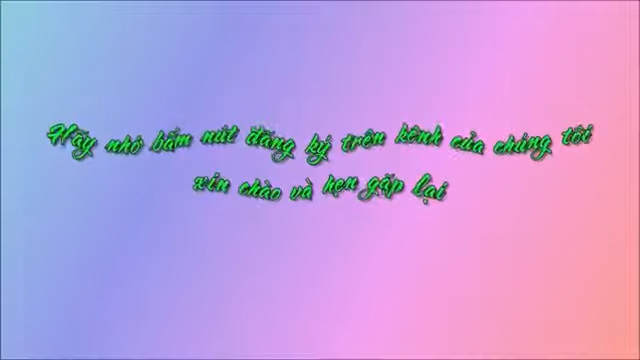 Hãy nhớ bấm nút đăng ký trên kênh của chúng tôi
xin chào và hẹn gặp lại